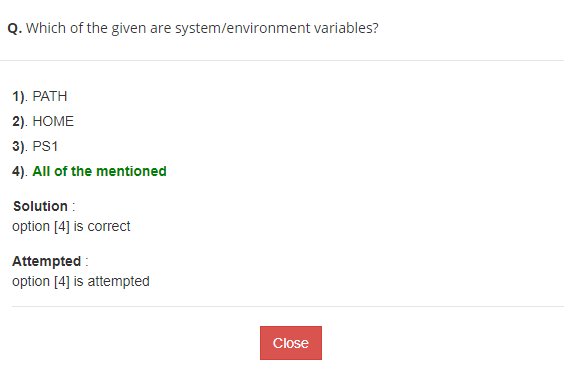 Q. Which of the given are system/environment variables?
1). PATH
2). HOME
3). PS1
4). All of the mentioned
Solution :
option [4] is correct
Attempted :
option [4] is attempted
Close